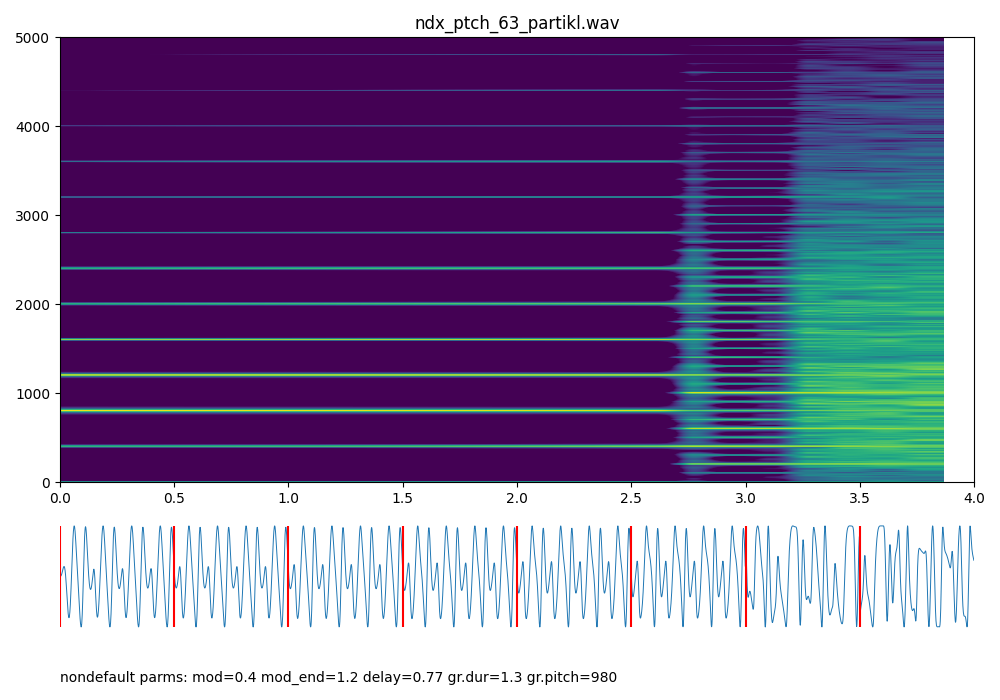 ndx_ptch_63_partikl.wav
5000
4000
3000
2000
1000
0
0.0 0.5 1.0 1.5 2.0 2.5 3.0 3.5 4.0
nondefault parms: mod=0.4 mod_end=1.2 delay=0.77 gr.dur=1.3 gr.pitch=980